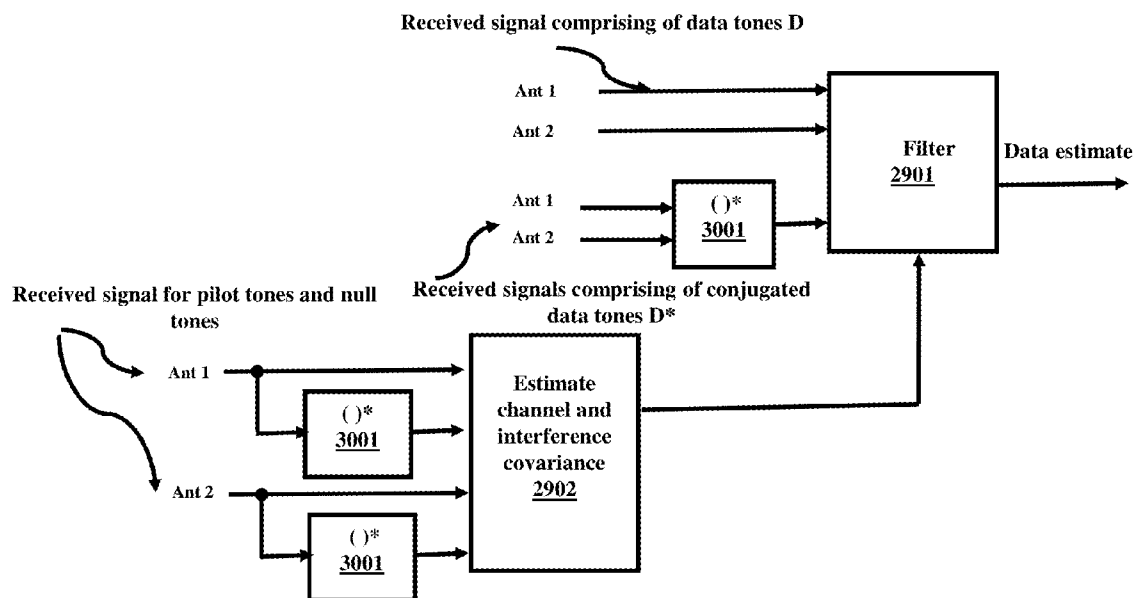 Received signal comprising of data tones D
Ant 1
Ant 2
Filter
2901
Data estimate
Ant 1
Ant 2
( )*
3001
Received signal for pilot tones and null
tones
Received signals comprising of conjugated
data tones D*
Ant 1
( )*
3001
Ant 2
( )*
3001
Estimate
channel and
interference
covariance
2902